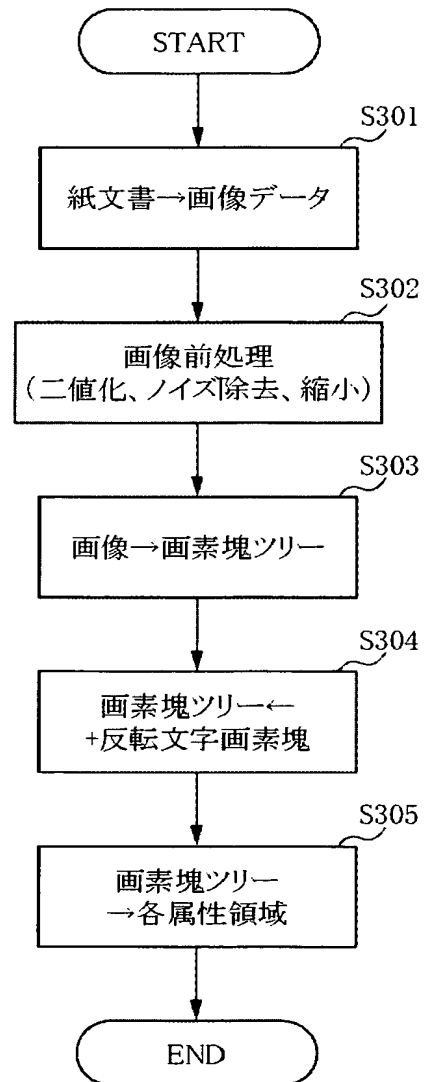 START
S301
紙文書→画像データ
S302
画像前処理
(二値化、ノイズ除去、縮小)
S303
画像→画素塊ツリー
S304
画素塊ツリー←
+反転文字画素塊
S305
画素塊ツリー
→各属性領域
END